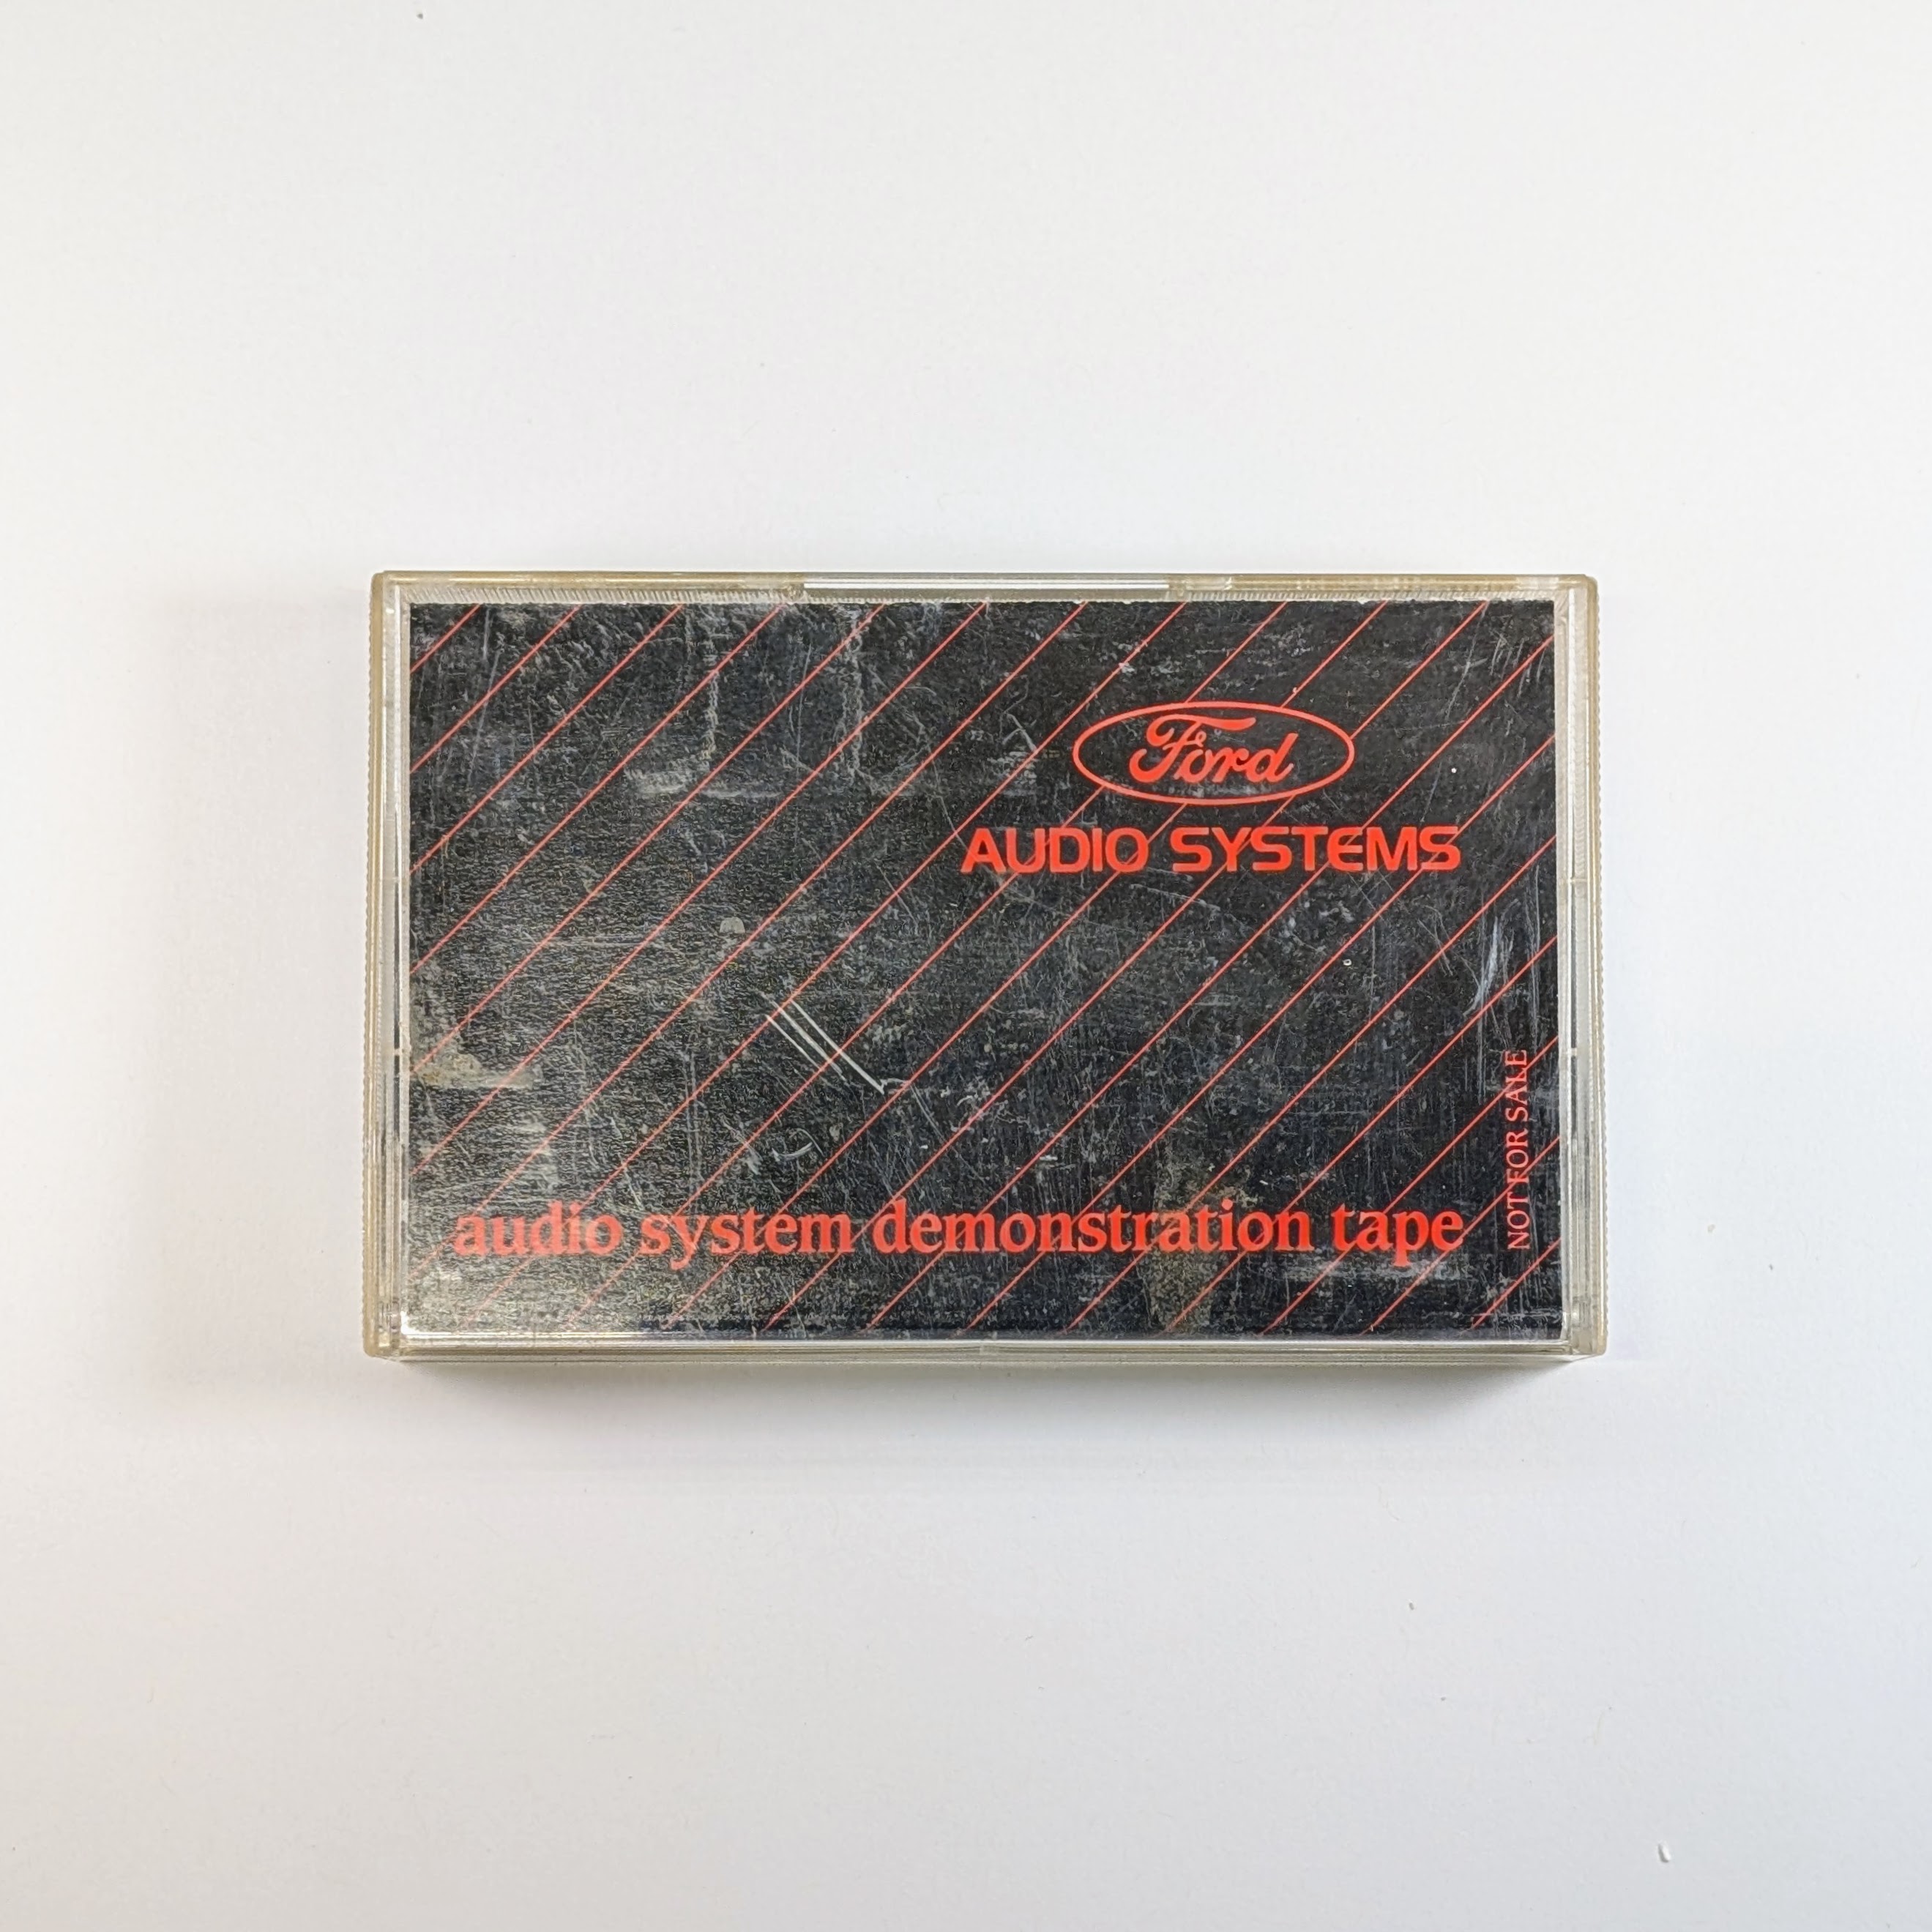 Ford
AUDIO SYSTEMS
audio system demonstration tape
NOT FOR SALE